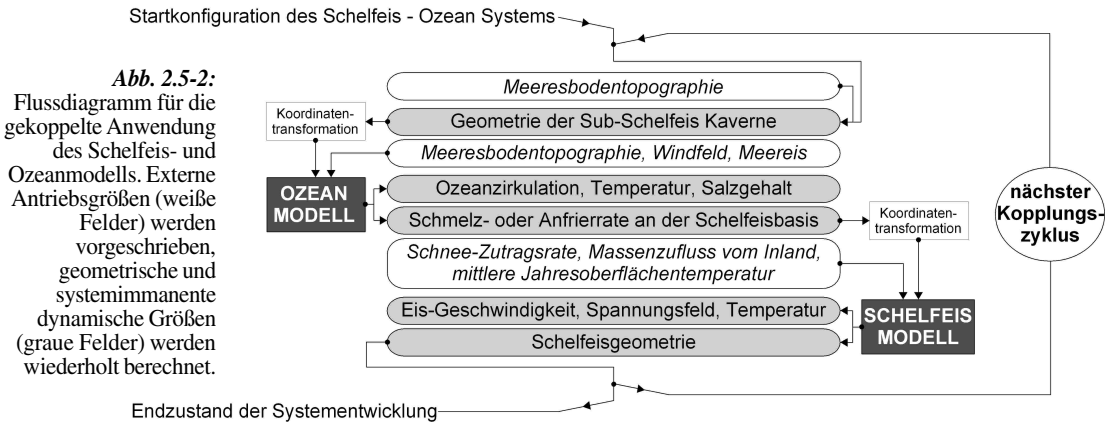 Startkonfiguration des Schelfeis - Ozean Systems
Abb. 2.5-2:
Flussdiagramm für die
gekoppelte Anwendung
des Schelfeis- und
Ozeanmodells. Externe
Antriebsgrößen (weiße
Felder) werden
vorgeschrieben,
geometrische und
systemimmanente
dynamische Größen
(graue Felder) werden
wiederholt berechnet.
Meeresbodentopographie
Koordinaten-
transformation
Geometrie der Sub-Schelfeis Kaverne
Meeresbodentopographie, Windfeld, Meereis
OZEAN
MODELL
Ozeanzirkulation, Temperatur, Salzgehalt
Schmelz- oder Anfrierrate an der Schelfeisbasis
Koordinaten-
transformation
nächster
Kopplungs-
zyklus
Schnee-Zutragsrate, Massenzufluss vom Inland,
mittlere Jahresoberflächentemperatur
Eis-Geschwindigkeit, Spannungsfeld, Temperatur
SCHELFEIS
MODELL
Schelfeisgeometrie
Endzustand der Systementwicklung